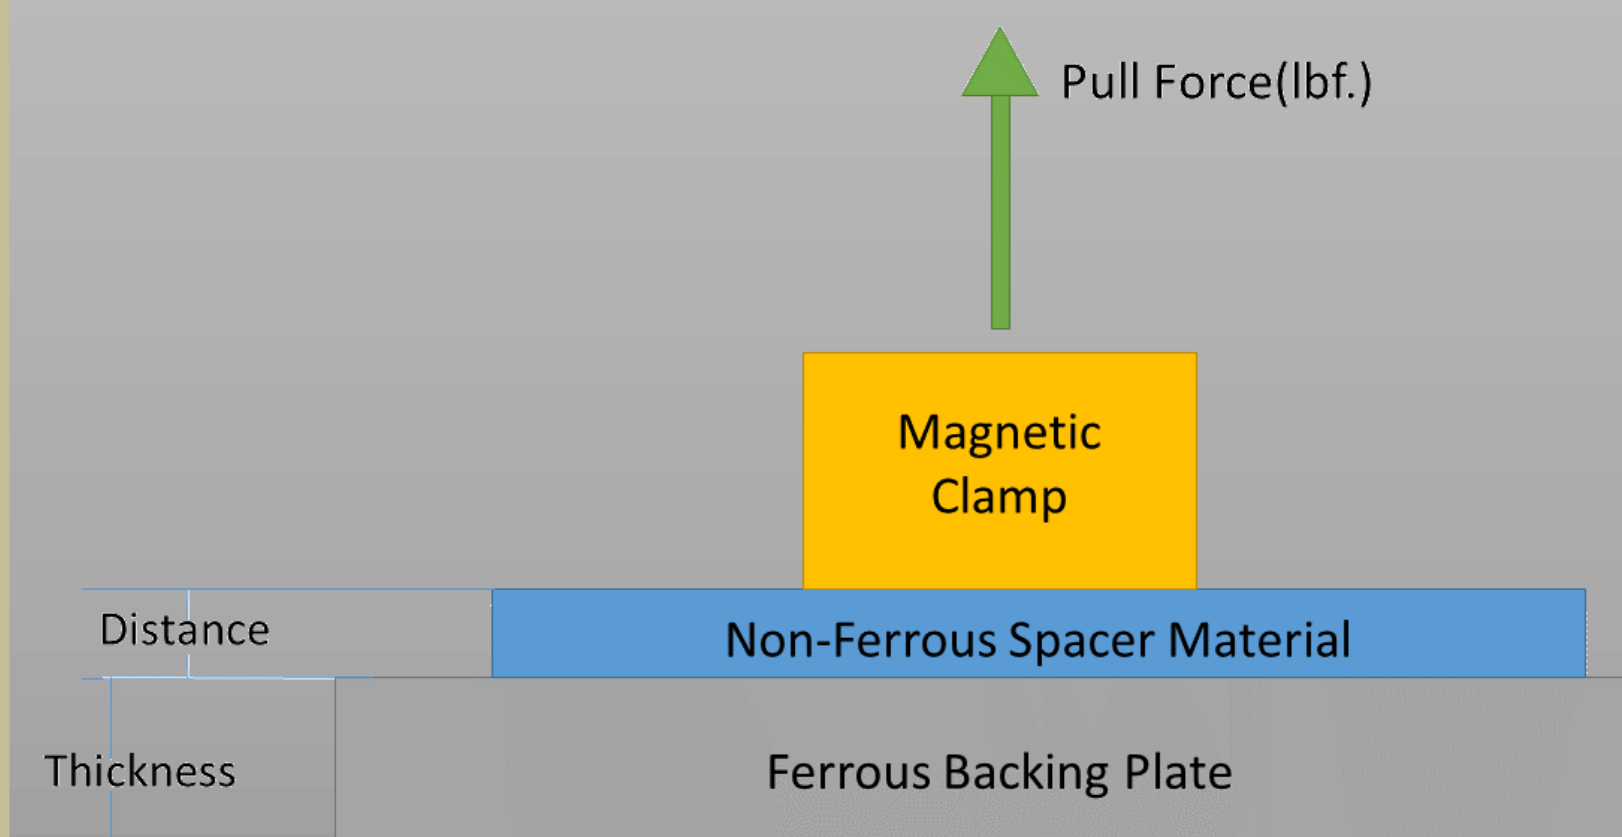 Pull Force(lbf.)
Magnetic
Clamp
Distance
Non-Ferrous Spacer Material
Thickness
Ferrous Backing Plate